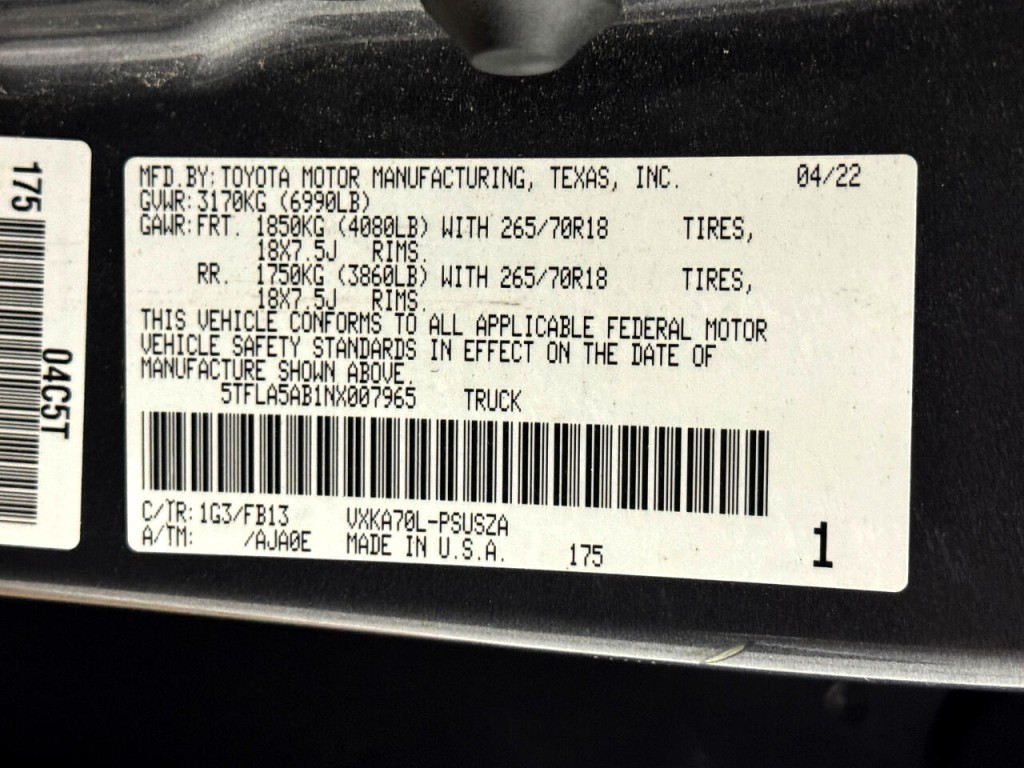 175
04C5T
MFD.BY:TOYOTA MOTOR MANUFACTURING, TEXAS, INC. 04/22
GVWR:3170KG (6990LB)
GAWR:FRT. 1850KG (4080LB) WITH 265/70R18 TIRES,
18X7.5J RIMS.
RR. 1750KG (3860LB) WITH 265/70R18 TIRES,
18X7.5J RIMS.
THIS VEHICLE CONFORMS TO ALL APPLICABLE FEDERAL MOTOR
VEHICLE SAFETY STANDARDS IN EFFECT ON THE DATE OF
MANUFACTURE SHOWN ABOVE.
5TFLA5AB1NX007965 TRUCK
C/TR:1G3/FB13 VXKA70L-PSUSZA
A/TM: /AJA0E MADE IN U.S.A. 175 1